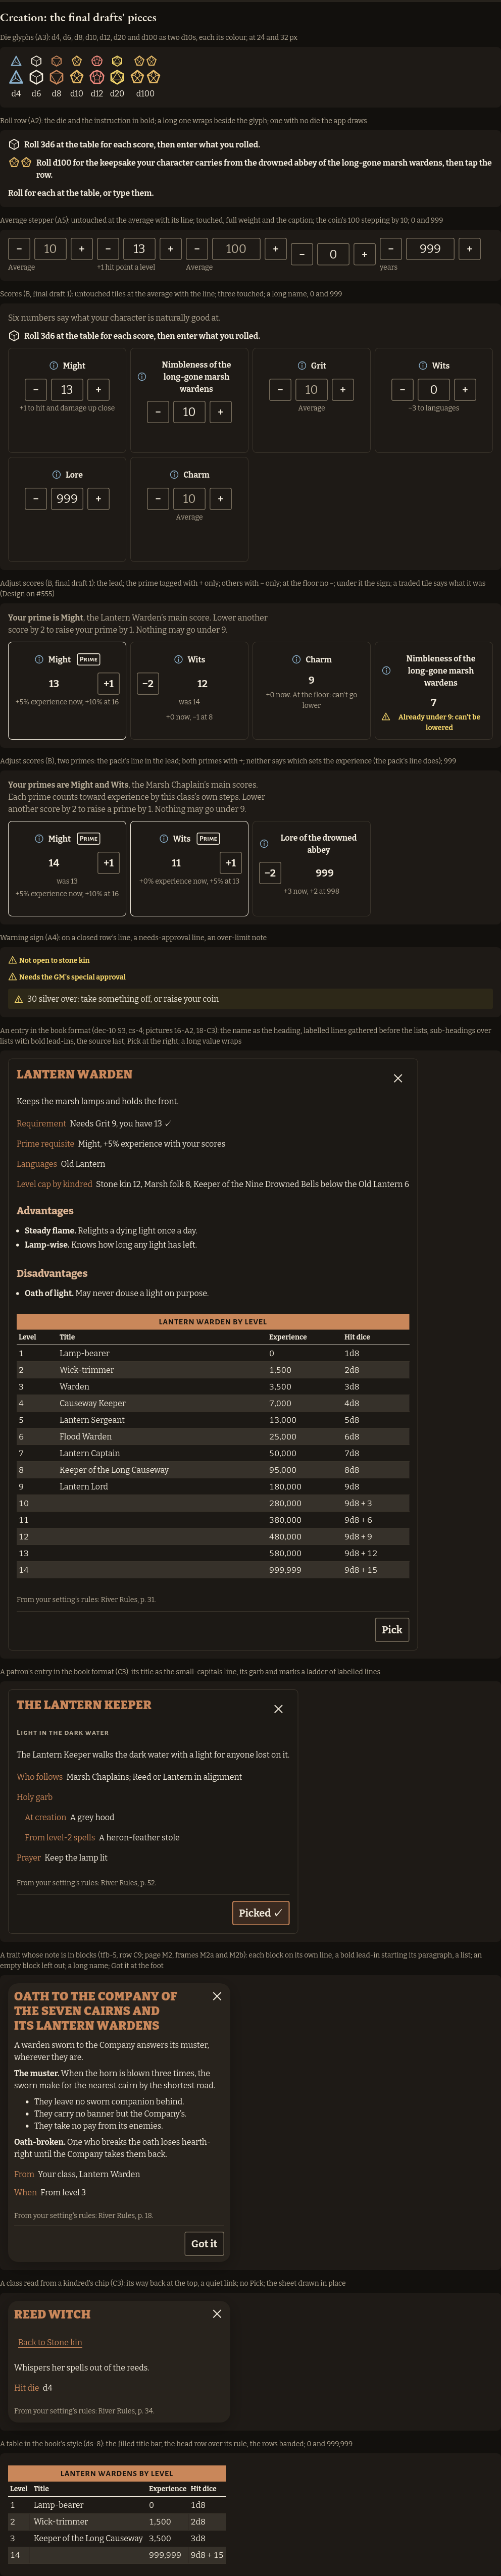 Creation: the final drafts' pieces
Die glyphs (A3): d4, d6, d8, d10, d12, d20 and d100 as two d10s, each its colour, at 24 and 32 px
d4 d6 d8 d10 d12 d20 d100
Roll row (A2): the die and the instruction in bold; a long one wraps beside the glyph; one with no die the app draws
Roll 3d6 at the table for each score, then enter what you rolled.
Roll d100 for the keepsake your character carries from the drowned abbey of the long-gone marsh wardens, then tap the
row.
Roll for each at the table, or type them.
Average stepper (A5): untouched at the average with its line; touched, full weight and the caption; the coin's 100 stepping by 10; 0 and 999
− 10 + − 13 + − 100 + − 0 + − 999 +
Average +1 hit point a level Average years
Scores (B, final draft 1): untouched tiles at the average with the line; three touched; a long name, 0 and 999
Six numbers say what your character is naturally good at.
Roll 3d6 at the table for each score, then enter what you rolled.
Might
− 13 +
+1 to hit and damage up close
Nimbleness of the
long-gone marsh
wardens
− 10 +
Grit
− 10 +
Average
Wits
− 0 +
−3 to languages
Lore
− 999 +
Charm
− 10 +
Average
Adjust scores (B, final draft 1): the lead; the prime tagged with + only; others with − only; at the floor no −; under it the sign; a traded tile says what it was
(Design on #555)
Your prime is Might, the Lantern Warden's main score. Lower another
score by 2 to raise your prime by 1. Nothing may go under 9.
Might PRIME
13 +1
+5% experience now, +10% at 16
Wits
−2 12
was 14
+0 now, −1 at 8
Charm
9
+0 now. At the floor: can't go
lower
Nimbleness of the
long-gone marsh
wardens
7
Already under 9: can't be
lowered
Adjust scores (B), two primes: the pack's line in the lead; both primes with +; neither says which sets the experience (the pack's line does); 999
Your primes are Might and Wits, the Marsh Chaplain's main scores.
Each prime counts toward experience by this class's own steps. Lower
another score by 2 to raise a prime by 1. Nothing may go under 9.
Might PRIME
14 +1
was 13
+5% experience now, +10% at 16
Wits PRIME
11 +1
+0% experience now, +5% at 13
Lore of the drowned
abbey
−2 999
+3 now, +2 at 998
Warning sign (A4): on a closed row's line, a needs-approval line, an over-limit note
Not open to stone kin
Needs the GM's special approval
30 silver over: take something off, or raise your coin
An entry in the book format (dec-10 S3, cs-4; pictures 16-A2, 18-C3): the name as the heading, labelled lines gathered before the lists, sub-headings over
lists with bold lead-ins, the source last, Pick at the right; a long value wraps
LANTERN WARDEN
Keeps the marsh lamps and holds the front.
Requirement Needs Grit 9, you have 13 ✓
Prime requisite Might, +5% experience with your scores
Languages Old Lantern
Level cap by kindred Stone kin 12, Marsh folk 8, Keeper of the Nine Drowned Bells below the Old Lantern 6
Advantages
• Steady flame. Relights a dying light once a day.
• Lamp-wise. Knows how long any light has left.
Disadvantages
• Oath of light. May never douse a light on purpose.
LANTERN WARDEN BY LEVEL
Level Title Experience Hit dice
1 Lamp-bearer 0 1d8
2 Wick-trimmer 1,500 2d8
3 Warden 3,500 3d8
4 Causeway Keeper 7,000 4d8
5 Lantern Sergeant 13,000 5d8
6 Flood Warden 25,000 6d8
7 Lantern Captain 50,000 7d8
8 Keeper of the Long Causeway 95,000 8d8
9 Lantern Lord 180,000 9d8
10 280,000 9d8 + 3
11 380,000 9d8 + 6
12 480,000 9d8 + 9
13 580,000 9d8 + 12
14 999,999 9d8 + 15
From your setting's rules: River Rules, p. 31.
Pick
A patron's entry in the book format (C3): its title as the small-capitals line, its garb and marks a ladder of labelled lines
THE LANTERN KEEPER
LIGHT IN THE DARK WATER
The Lantern Keeper walks the dark water with a light for anyone lost on it.
Who follows Marsh Chaplains; Reed or Lantern in alignment
Holy garb
At creation A grey hood
From level-2 spells A heron-feather stole
Prayer Keep the lamp lit
From your setting's rules: River Rules, p. 52.
Picked ✓
A trait whose note is in blocks (tfb-5, row C9; page M2, frames M2a and M2b): each block on its own line, a bold lead-in starting its paragraph, a list; an
empty block left out; a long name; Got it at the foot
OATH TO THE COMPANY OF
THE SEVEN CAIRNS AND
ITS LANTERN WARDENS
A warden sworn to the Company answers its muster,
wherever they are.
The muster. When the horn is blown three times, the
sworn make for the nearest cairn by the shortest road.
• They leave no sworn companion behind.
• They carry no banner but the Company's.
• They take no pay from its enemies.
Oath-broken. One who breaks the oath loses hearth-
right until the Company takes them back.
From Your class, Lantern Warden
When From level 3
From your setting's rules: River Rules, p. 18.
Got it
A class read from a kindred's chip (C3): its way back at the top, a quiet link; no Pick; the sheet drawn in place
REED WITCH
Back to Stone kin
Whispers her spells out of the reeds.
Hit die d4
From your setting's rules: River Rules, p. 34.
A table in the book's style (ds-8): the filled title bar, the head row over its rule, the rows banded; 0 and 999,999
LANTERN WARDENS BY LEVEL
Level Title Experience Hit dice
1 Lamp-bearer 0 1d8
2 Wick-trimmer 1,500 2d8
3 Keeper of the Long Causeway 3,500 3d8
14 999,999 9d8 + 15